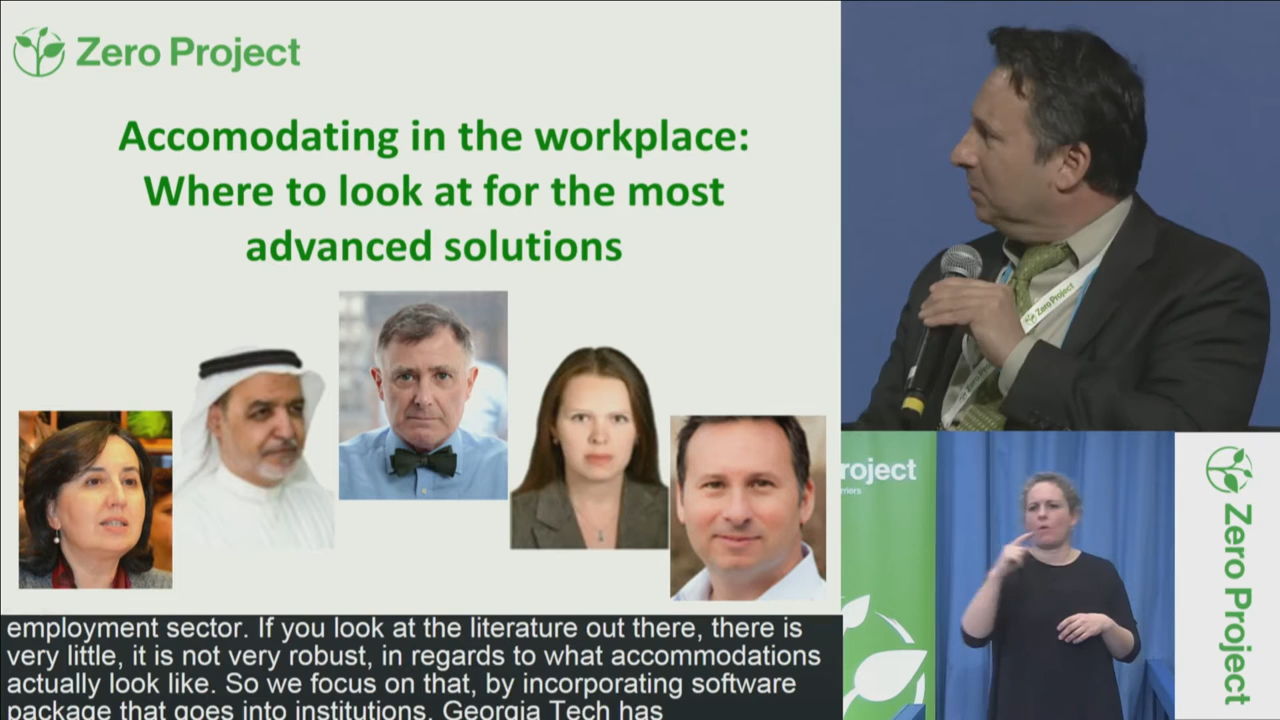 Zero Project
Accomodating in the workplace:
Where to look at for the most
advanced solutions
employment sector. If you look at the literature out there, there is
very little, it is not very robust, in regards to what accommodations
actually look like. So we focus on that, by incorporating software
package that goes into institutions. Georgia Tech has
Zero Project
roject
rriers
Zero Project